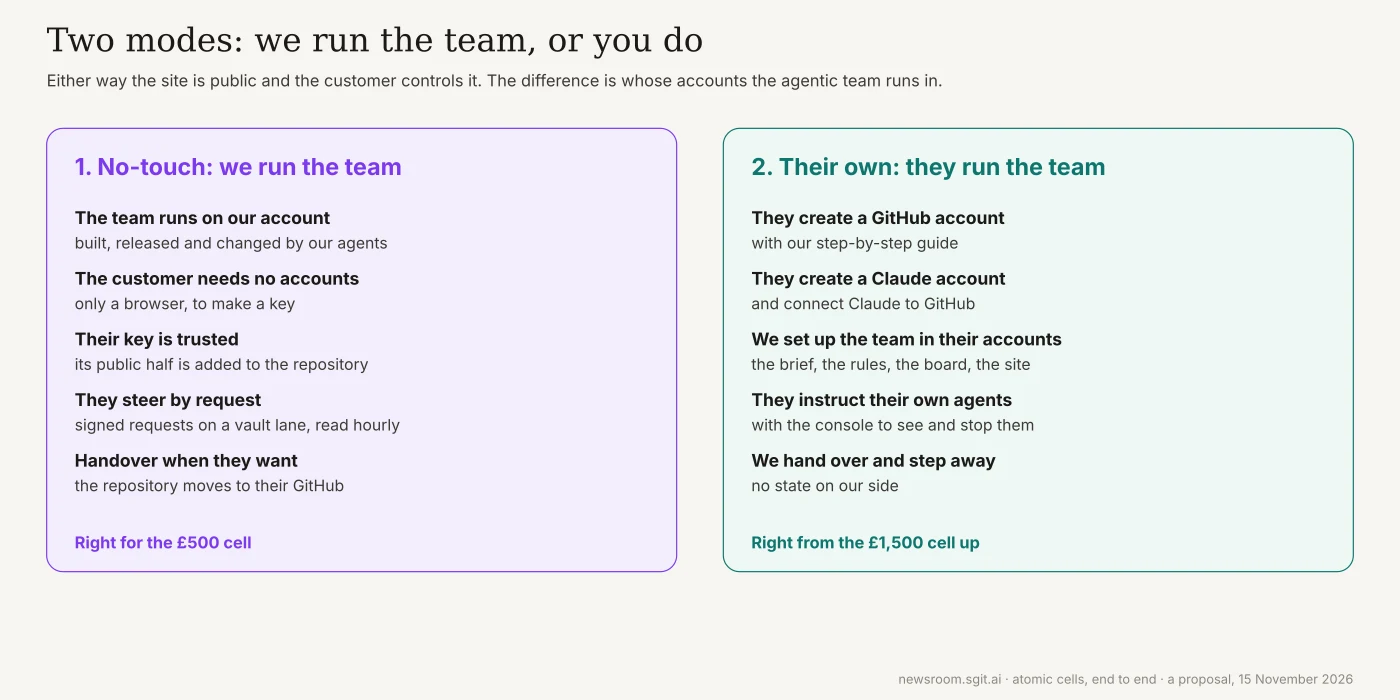 Two modes: we run the team, or you do
Either way the site is public and the customer controls it. The difference is whose accounts the agentic team runs in.
1. No-touch: we run the team
The team runs on our account
built, released and changed by our agents
The customer needs no accounts
only a browser, to make a key
Their key is trusted
its public half is added to the repository
They steer by request
signed requests on a vault lane, read hourly
Handover when they want
the repository moves to their GitHub
Right for the £500 cell
2. Their own: they run the team
They create a GitHub account
with our step-by-step guide
They create a Claude account
and connect Claude to GitHub
We set up the team in their accounts
the brief, the rules, the board, the site
They instruct their own agents
with the console to see and stop them
We hand over and step away
no state on our side
Right from the £1,500 cell up
newsroom.sgit.ai · atomic cells, end to end · a proposal, 15 November 2026